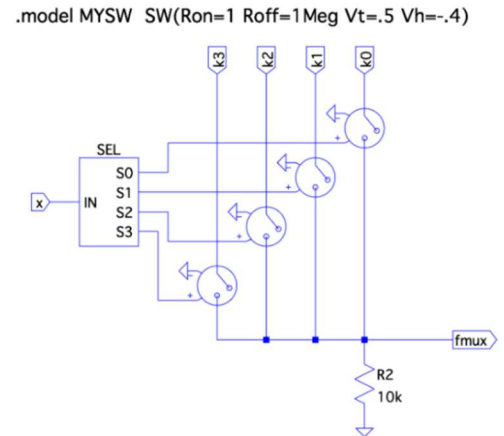 .model MYSW SW(Ron=1 Roff=1Meg Vt=.5 Vh=-.4)
k3 k2 k1 k0
SEL
S0
S1
x IN
S2
S3
+
+
+
+
fmux
R2
10k